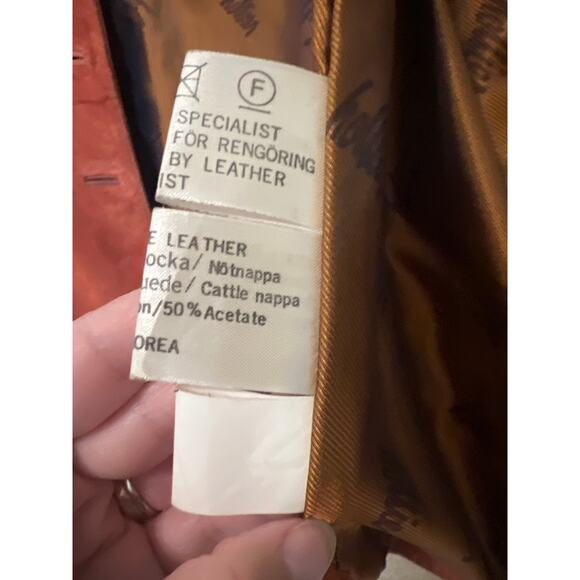 F
SPECIALIST
FÖR RENGÖRING
BY LEATHER
IST
E LEATHER
ocka/ Nötnappa
uede/ Cattle nappa
on/50% Acetate
OREA